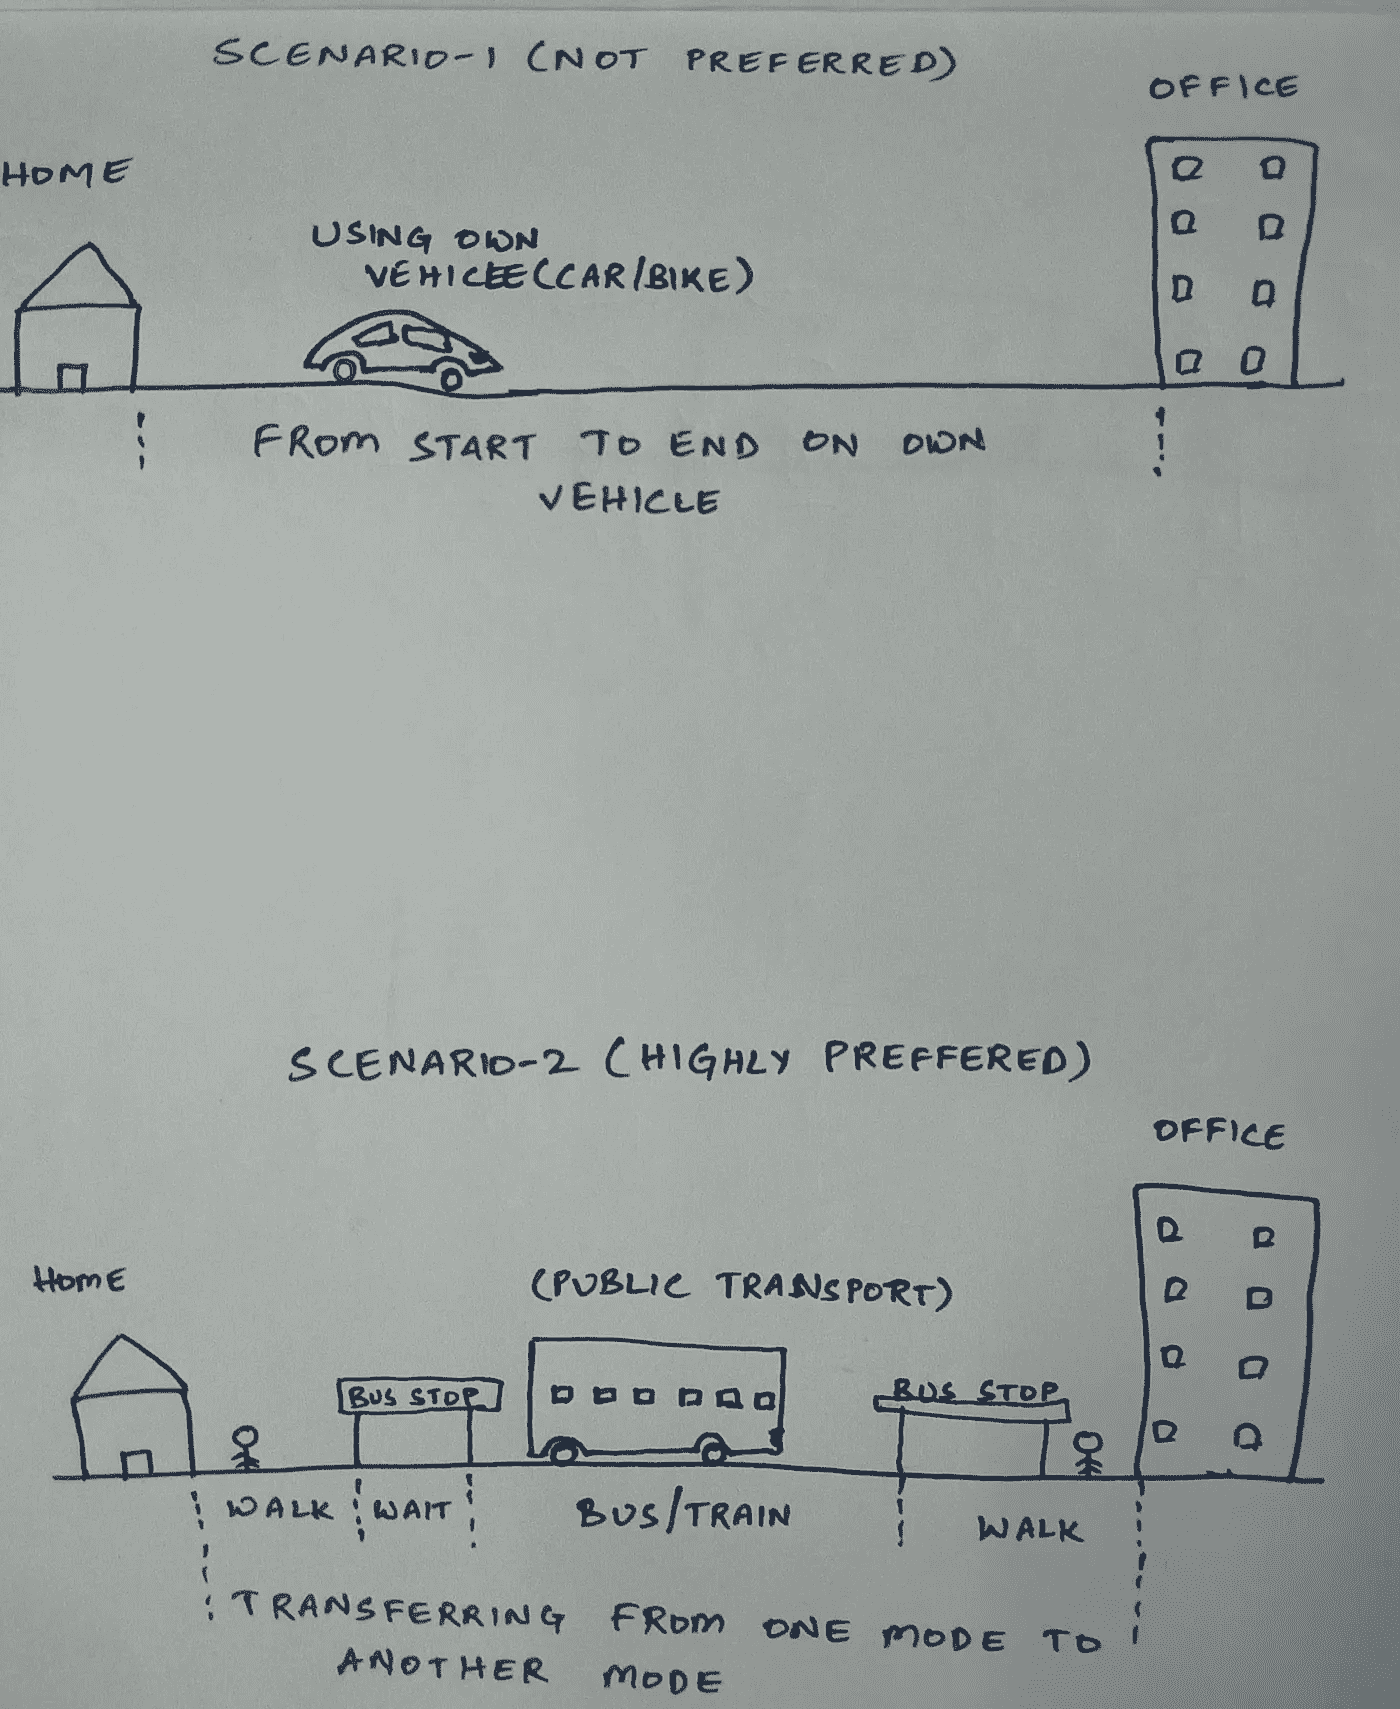 SCENARIO-1 (NOT PREFERRED)
OFFICE
HOME
USING OWN
VEHICLE (CAR/BIKE)
FROM START TO END ON OWN
VEHICLE
SCENARIO-2 (HIGHLY PREFFERED)
OFFICE
HOME
(PUBLIC TRANSPORT)
BUS STOP
BUS STOP
WALK
WAIT
BUS/TRAIN
WALK
TRANSFERRING FROM ONE MODE TO
ANOTHER MODE